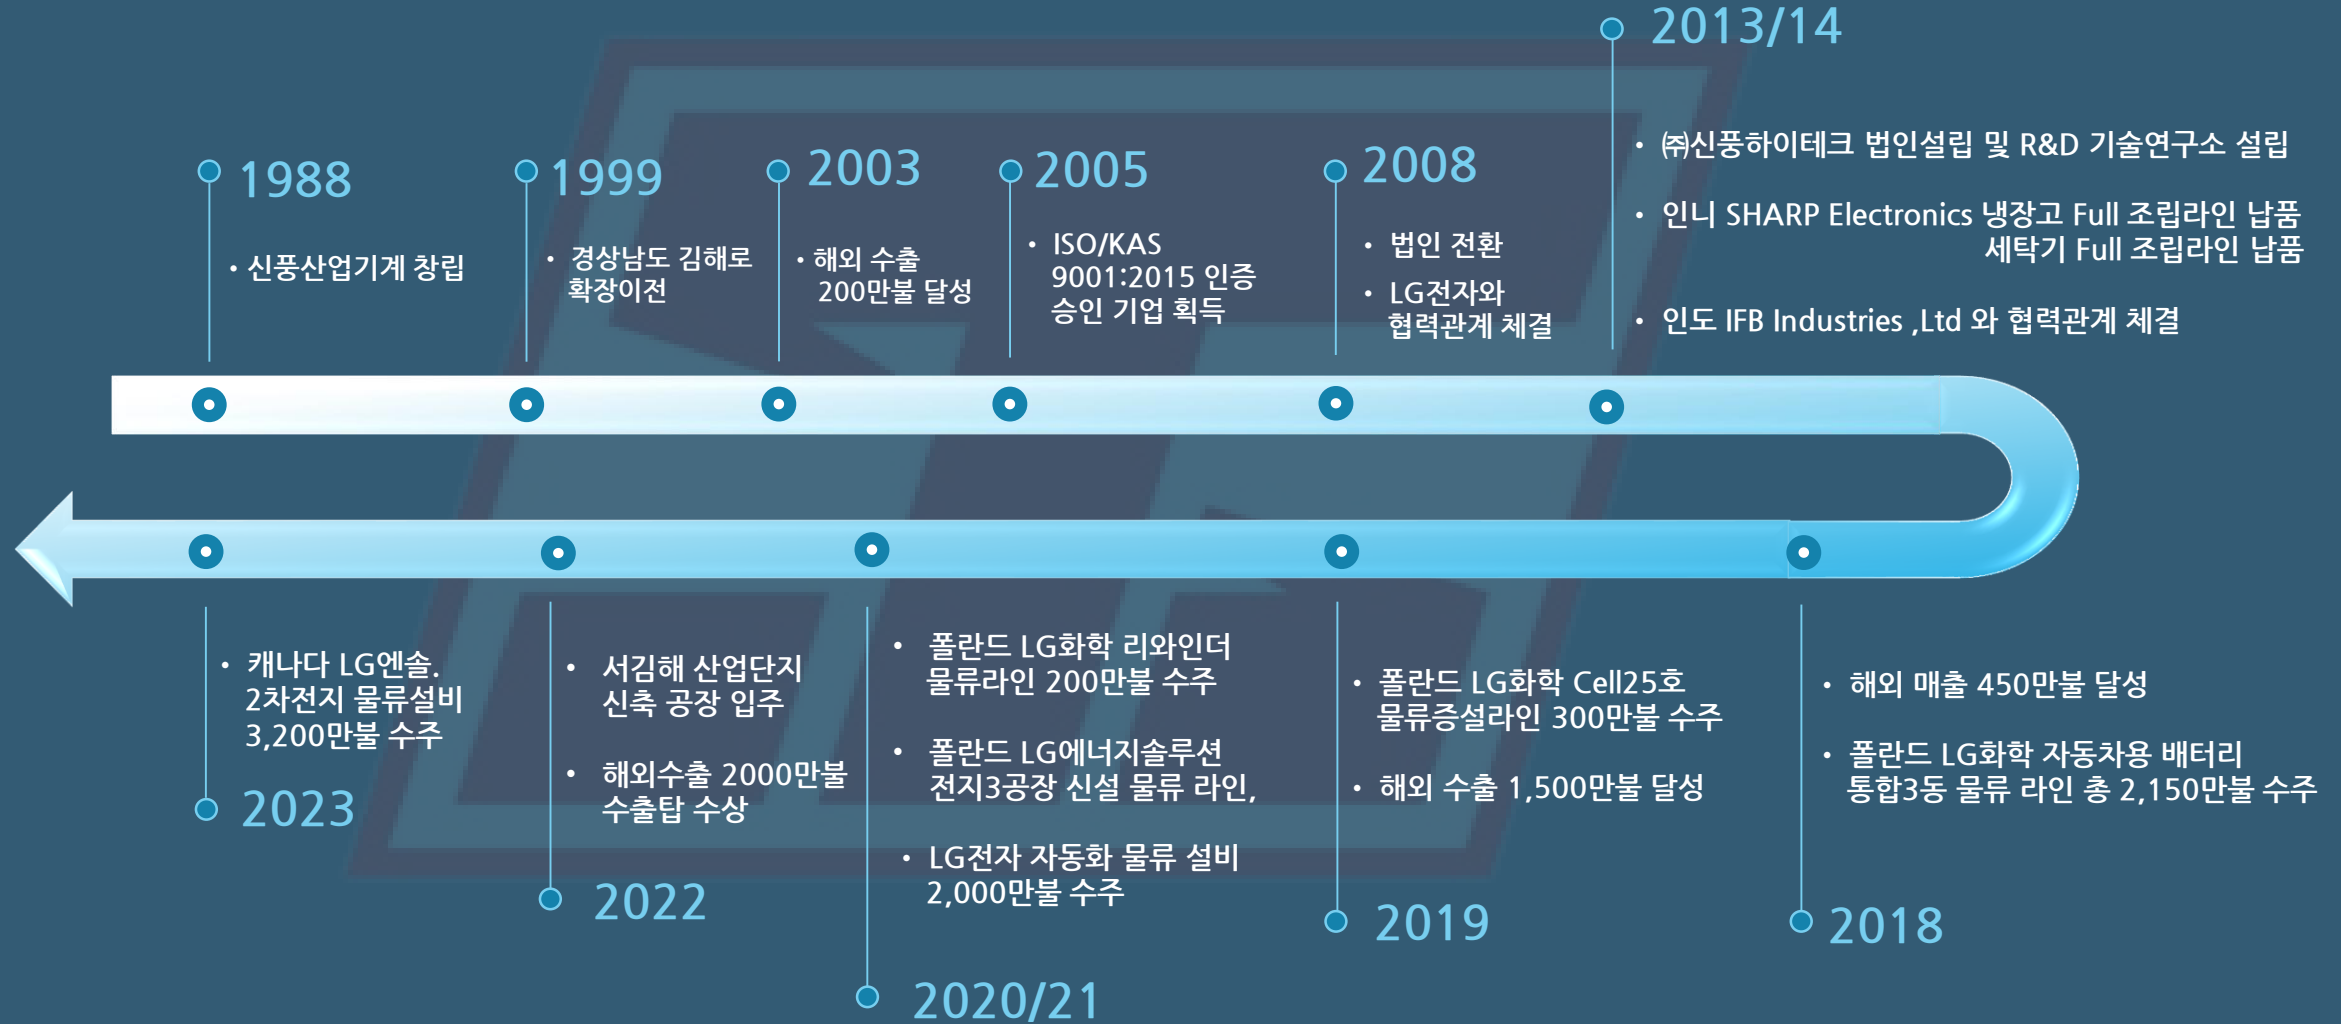 1988
• 신풍산업기계 창립
1999
• 경상남도 김해로
확장이전
2003
• 해외 수출
200만불 달성
2005
• ISO/KAS
9001:2015 인증
승인 기업 획득
2008
• 법인 전환
• LG전자와
협력관계 체결
2013/14
• ㈜신풍하이테크 법인설립 및 R&D 기술연구소 설립
• 인니 SHARP Electronics 냉장고 Full 조립라인 납품
세탁기 Full 조립라인 납품
• 인도 IFB Industries ,Ltd 와 협력관계 체결
• 해외 매출 450만불 달성
• 폴란드 LG화학 자동차용 배터리
통합3동 물류 라인 총 2,150만불 수주
2018
• 폴란드 LG화학 Cell25호
물류증설라인 300만불 수주
• 해외 수출 1,500만불 달성
2019
• 폴란드 LG화학 리와인더
물류라인 200만불 수주
• 폴란드 LG에너지솔루션
전지3공장 신설 물류 라인,
• LG전자 자동화 물류 설비
2,000만불 수주
2020/21
• 서김해 산업단지
신축 공장 입주
• 해외수출 2000만불
수출탑 수상
2022
• 캐나다 LG엔솔.
2차전지 물류설비
3,200만불 수주
2023